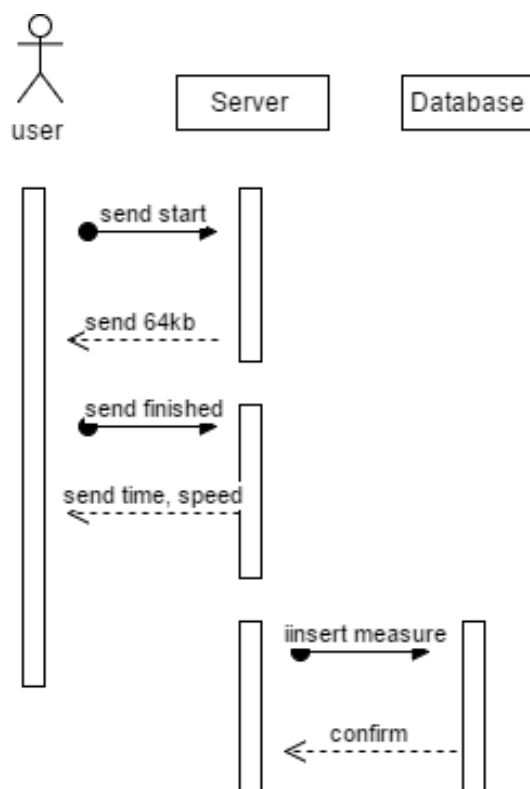 Server
Database
user
send start
send 64kb
send finished
send time, speed
iinsert measure
confirm